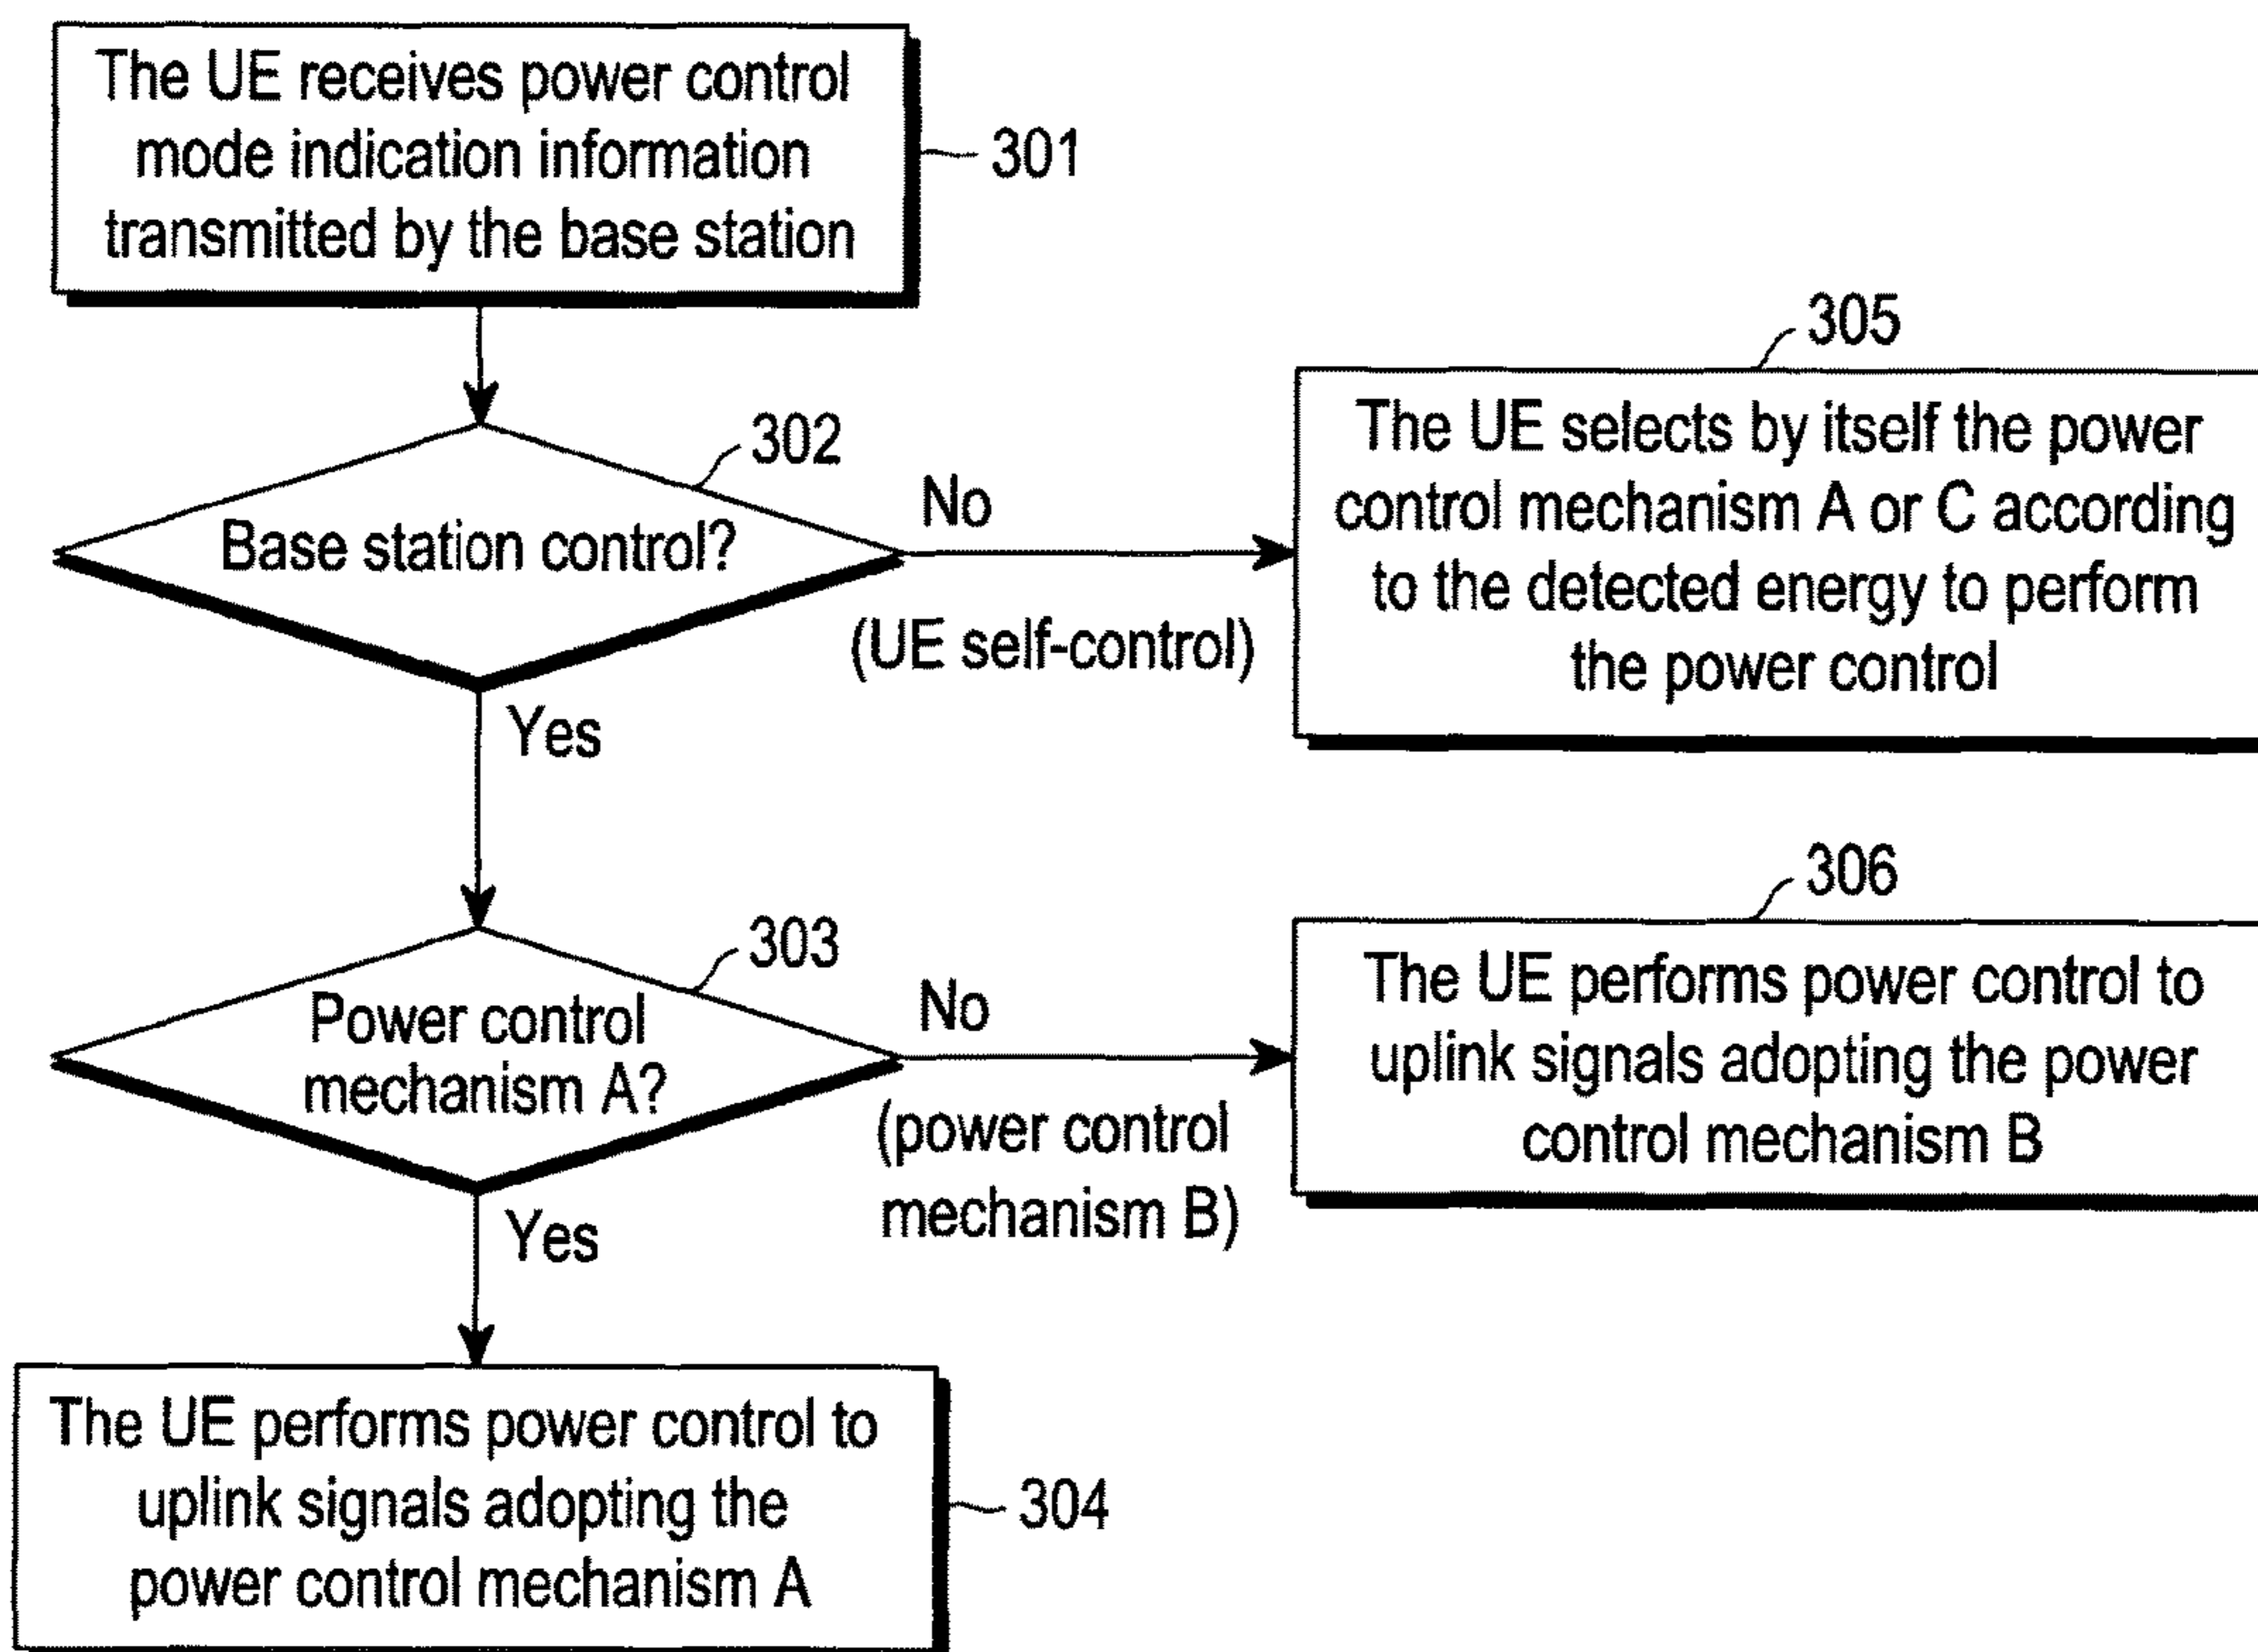 The UE receives power control
mode indication information
transmitted by the base station
301
302
Base station control?
No
(UE self-control)
Yes
305
The UE selects by itself the power
control mechanism A or C according
to the detected energy to perform
the power control
303
Power control
mechanism A?
No
(power control
mechanism B)
Yes
306
The UE performs power control to
uplink signals adopting the power
control mechanism B
The UE performs power control to
uplink signals adopting the
power control mechanism A
304